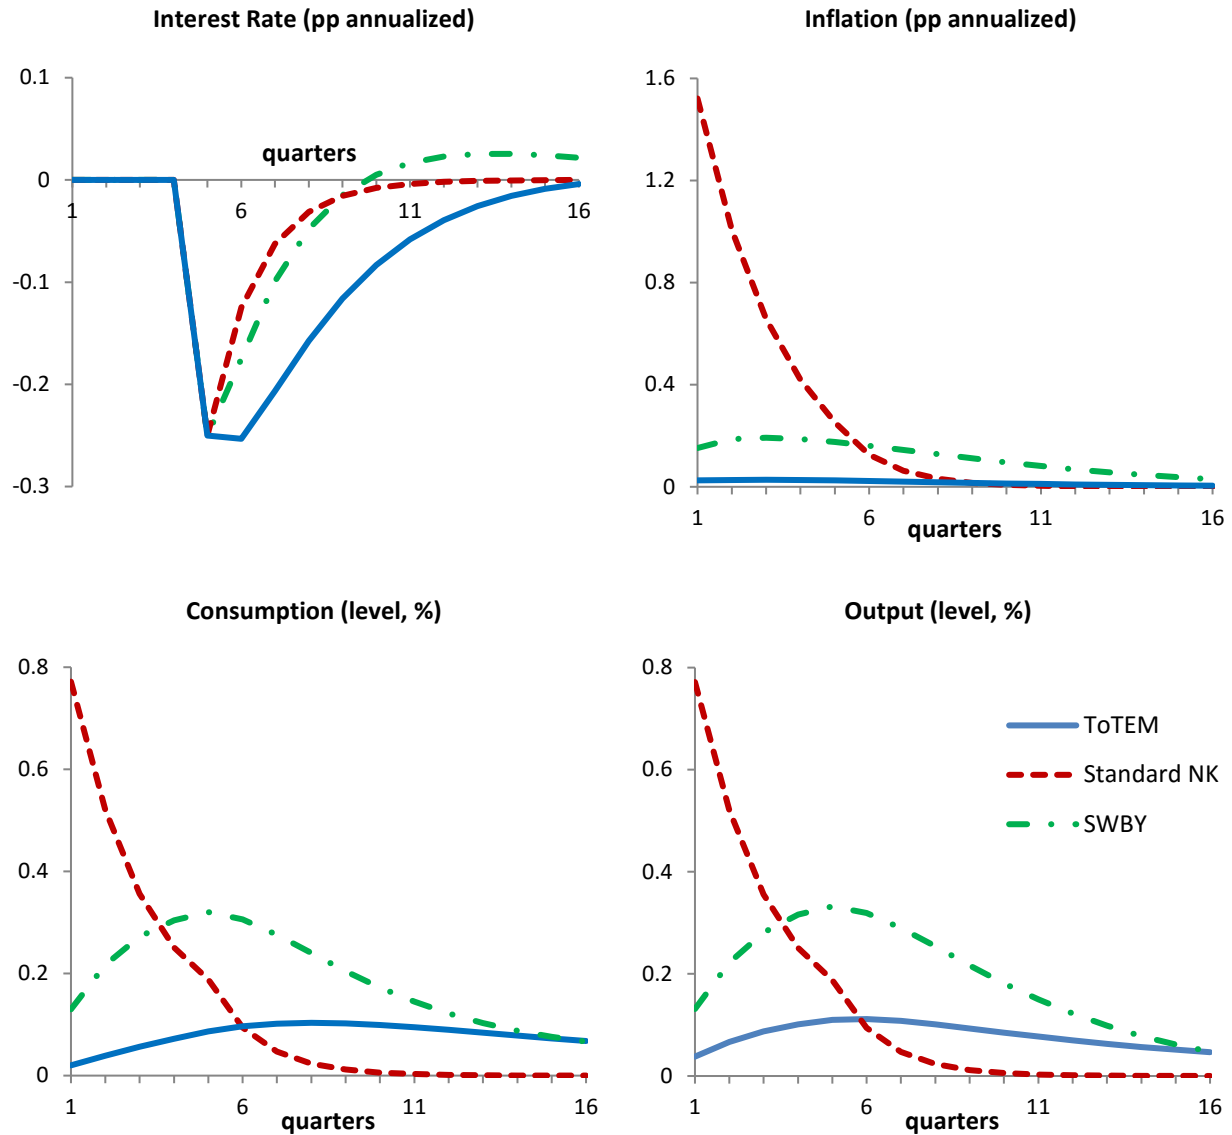 Interest Rate (pp annualized)
0.1
0
-0.1
-0.2
-0.3
quarters
1 6 11 16
Inflation (pp annualized)
1.6
1.2
0.8
0.4
0
1 6 11 16
quarters
Consumption (level, %)
0.8
0.6
0.4
0.2
0
1 6 11 16
quarters
Output (level, %)
0.8
0.6
0.4
0.2
0
ToTEM
Standard NK
SWBY
1 6 11 16
quarters